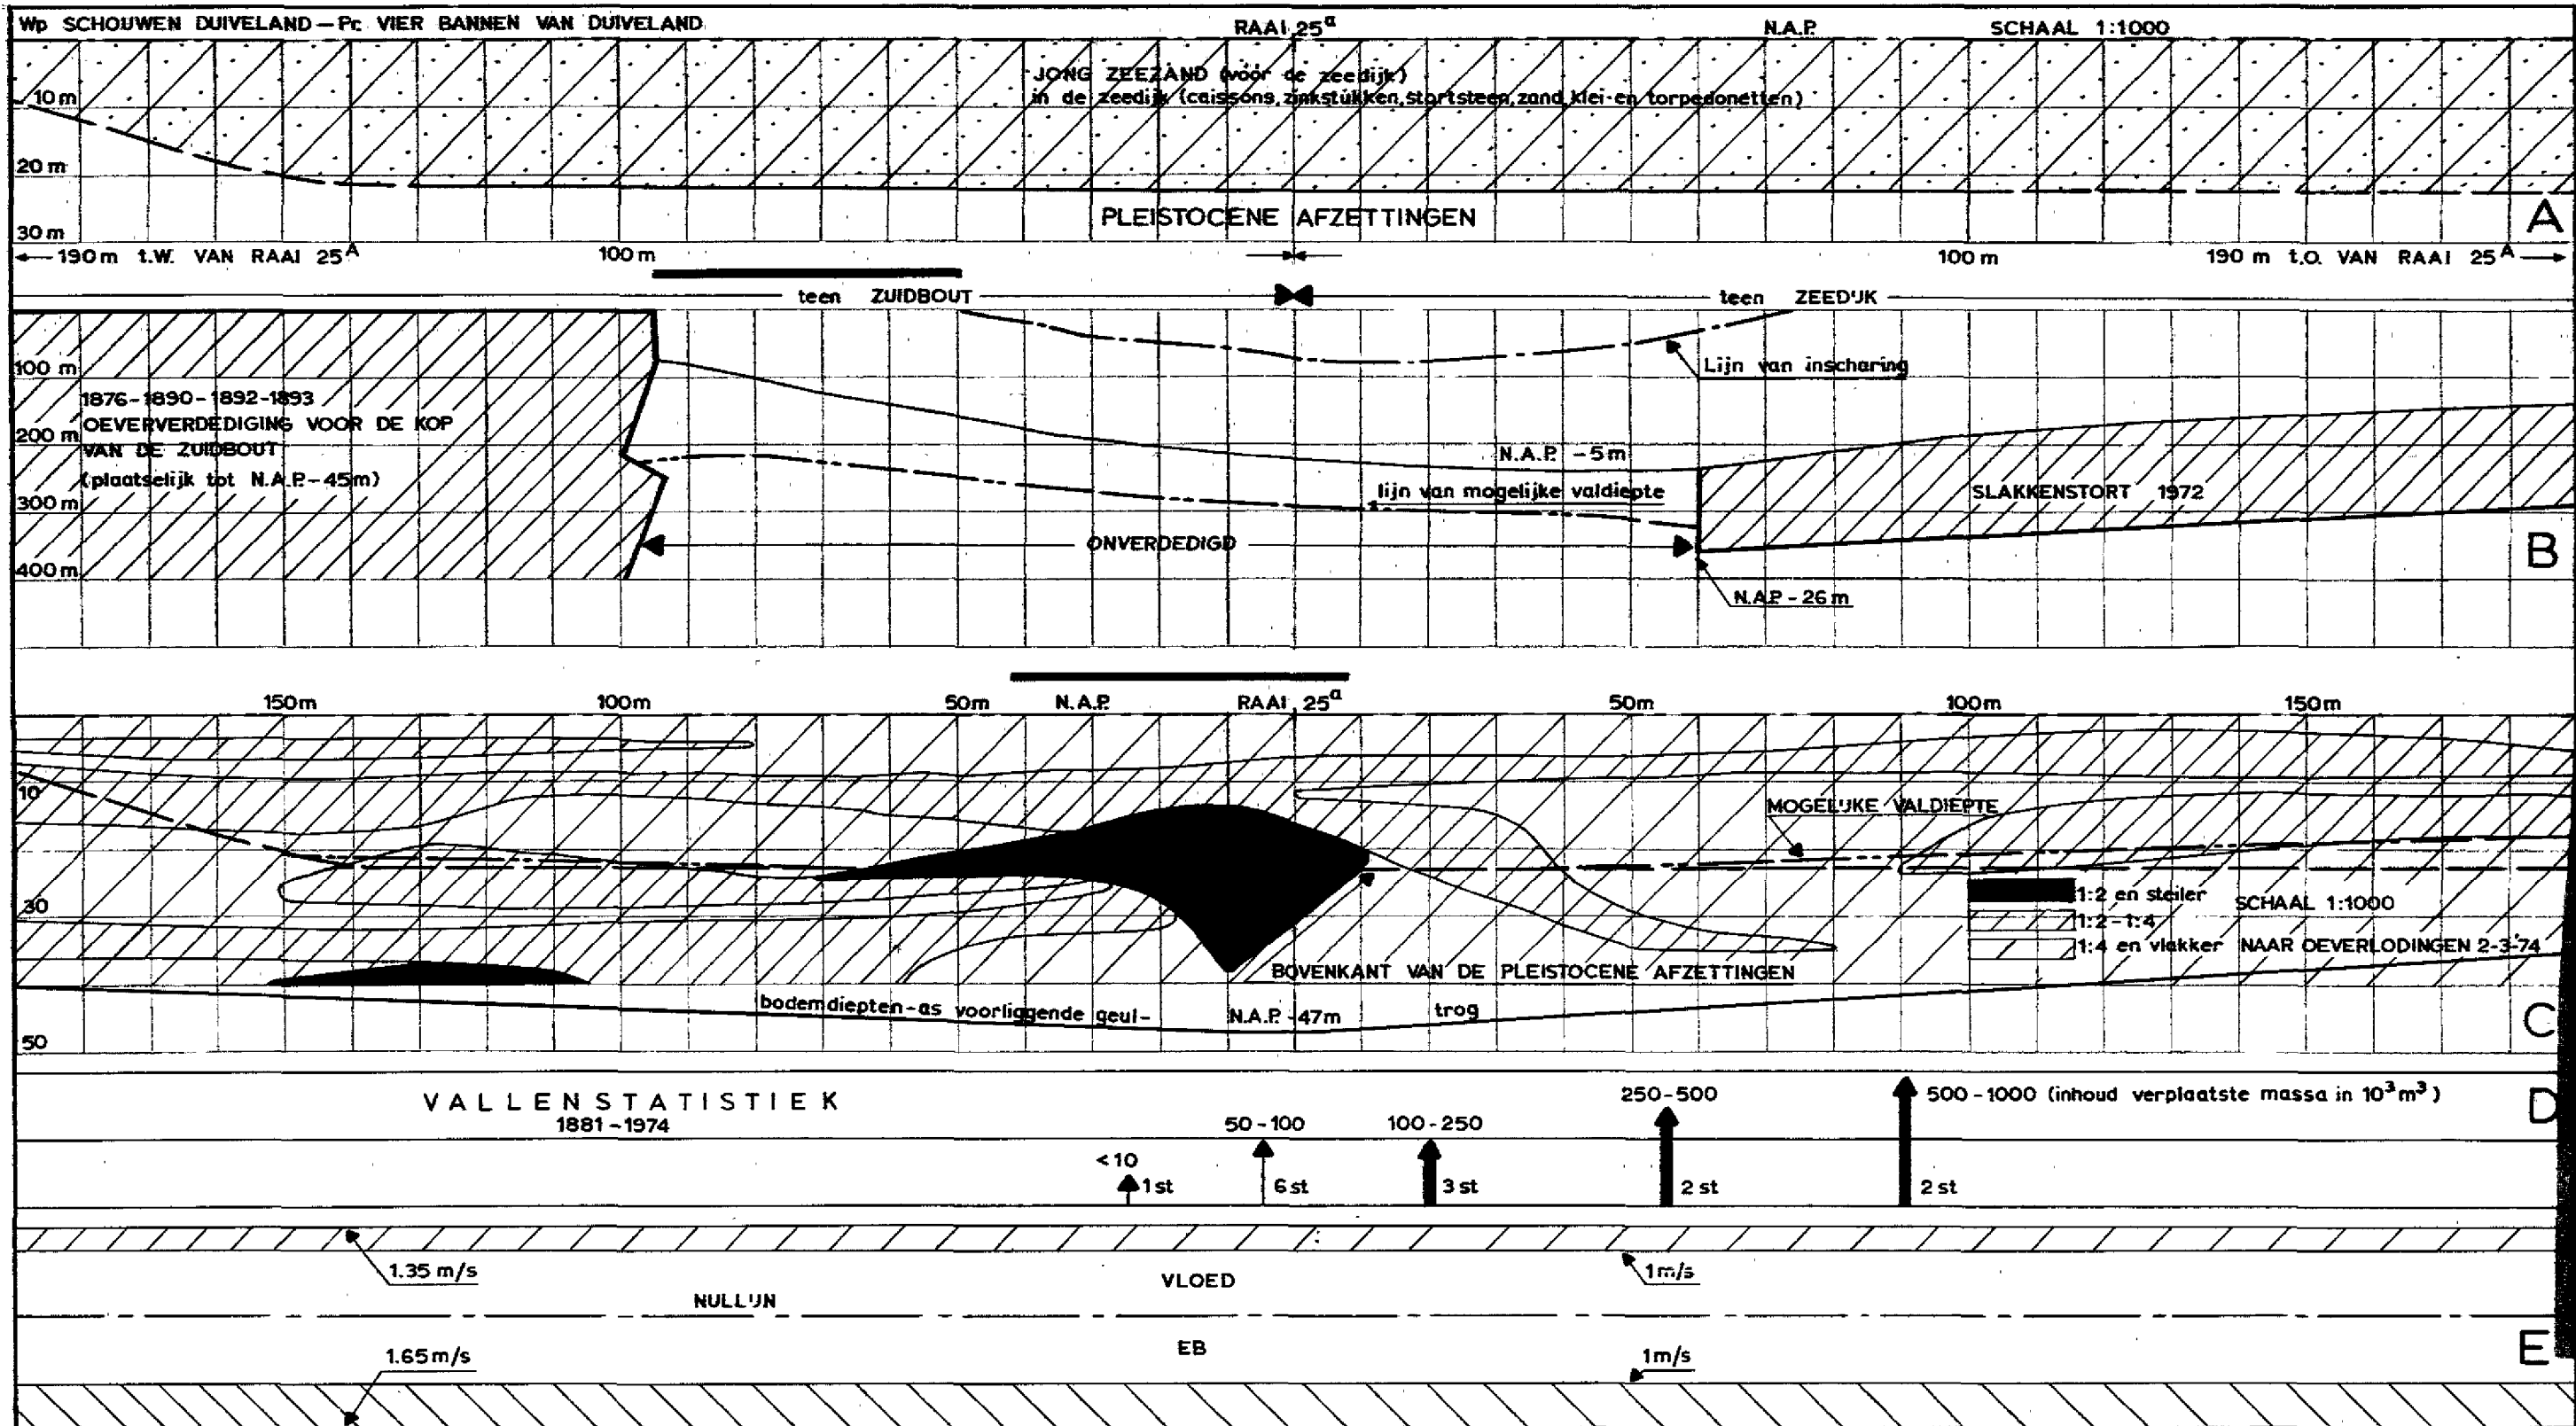 Wp SCHOUWEN DUIVELAND — Pc. VIER BANNEN VAN DUIVELAND RAAI 25ª N.A.P. SCHAAL 1:1000
JONG ZEEZAND (vóór de zeedijk)
in de zeedijk (caissons, zinkstukken, stortsteen, zand, klei- en torpedonetten)
10 m
20 m
PLEISTOCENE AFZETTINGEN A
30 m
190 m t.W. VAN RAAI 25ᴬ 100 m 100 m 190 m t.O. VAN RAAI 25ᴬ
teen ZUIDBOUT teen ZEEDIJK
Lijn van inscharing
100 m
1876-1890-1892-1893
OEVERVERDEDIGING VOOR DE KOP
200 m
VAN DE ZUIDBOUT
N.A.P. -5 m
(plaatselijk tot N.A.P.-45m)
lijn van mogelijke valdiepte
SLAKKENSTORT 1972
300 m
ONVERDEDIGD B
400 m
N.A.P. - 26 m
150m 100m 50m N.A.P. RAAI 25ª 50m 100m 150m
10
MOGELIJKE VALDIEPTE
1:2 en steiler
30
SCHAAL 1:1000
1:2-1:4
1:4 en vlakker NAAR OEVERLODINGEN 2-3-'74
BOVENKANT VAN DE PLEISTOCENE AFZETTINGEN
bodemdiepten-as voorliggende geul- N.A.P. -47m trog C
50
VALLENSTATISTIEK 250-500 500-1000 (inhoud verplaatste massa in 10³m³) D
1881-1974 50-100 100-250
<10
1 st 6 st 3 st 2 st 2 st
1.35 m/s VLOED 1m/s
NULLIJN
EB E
1.65 m/s 1m/s